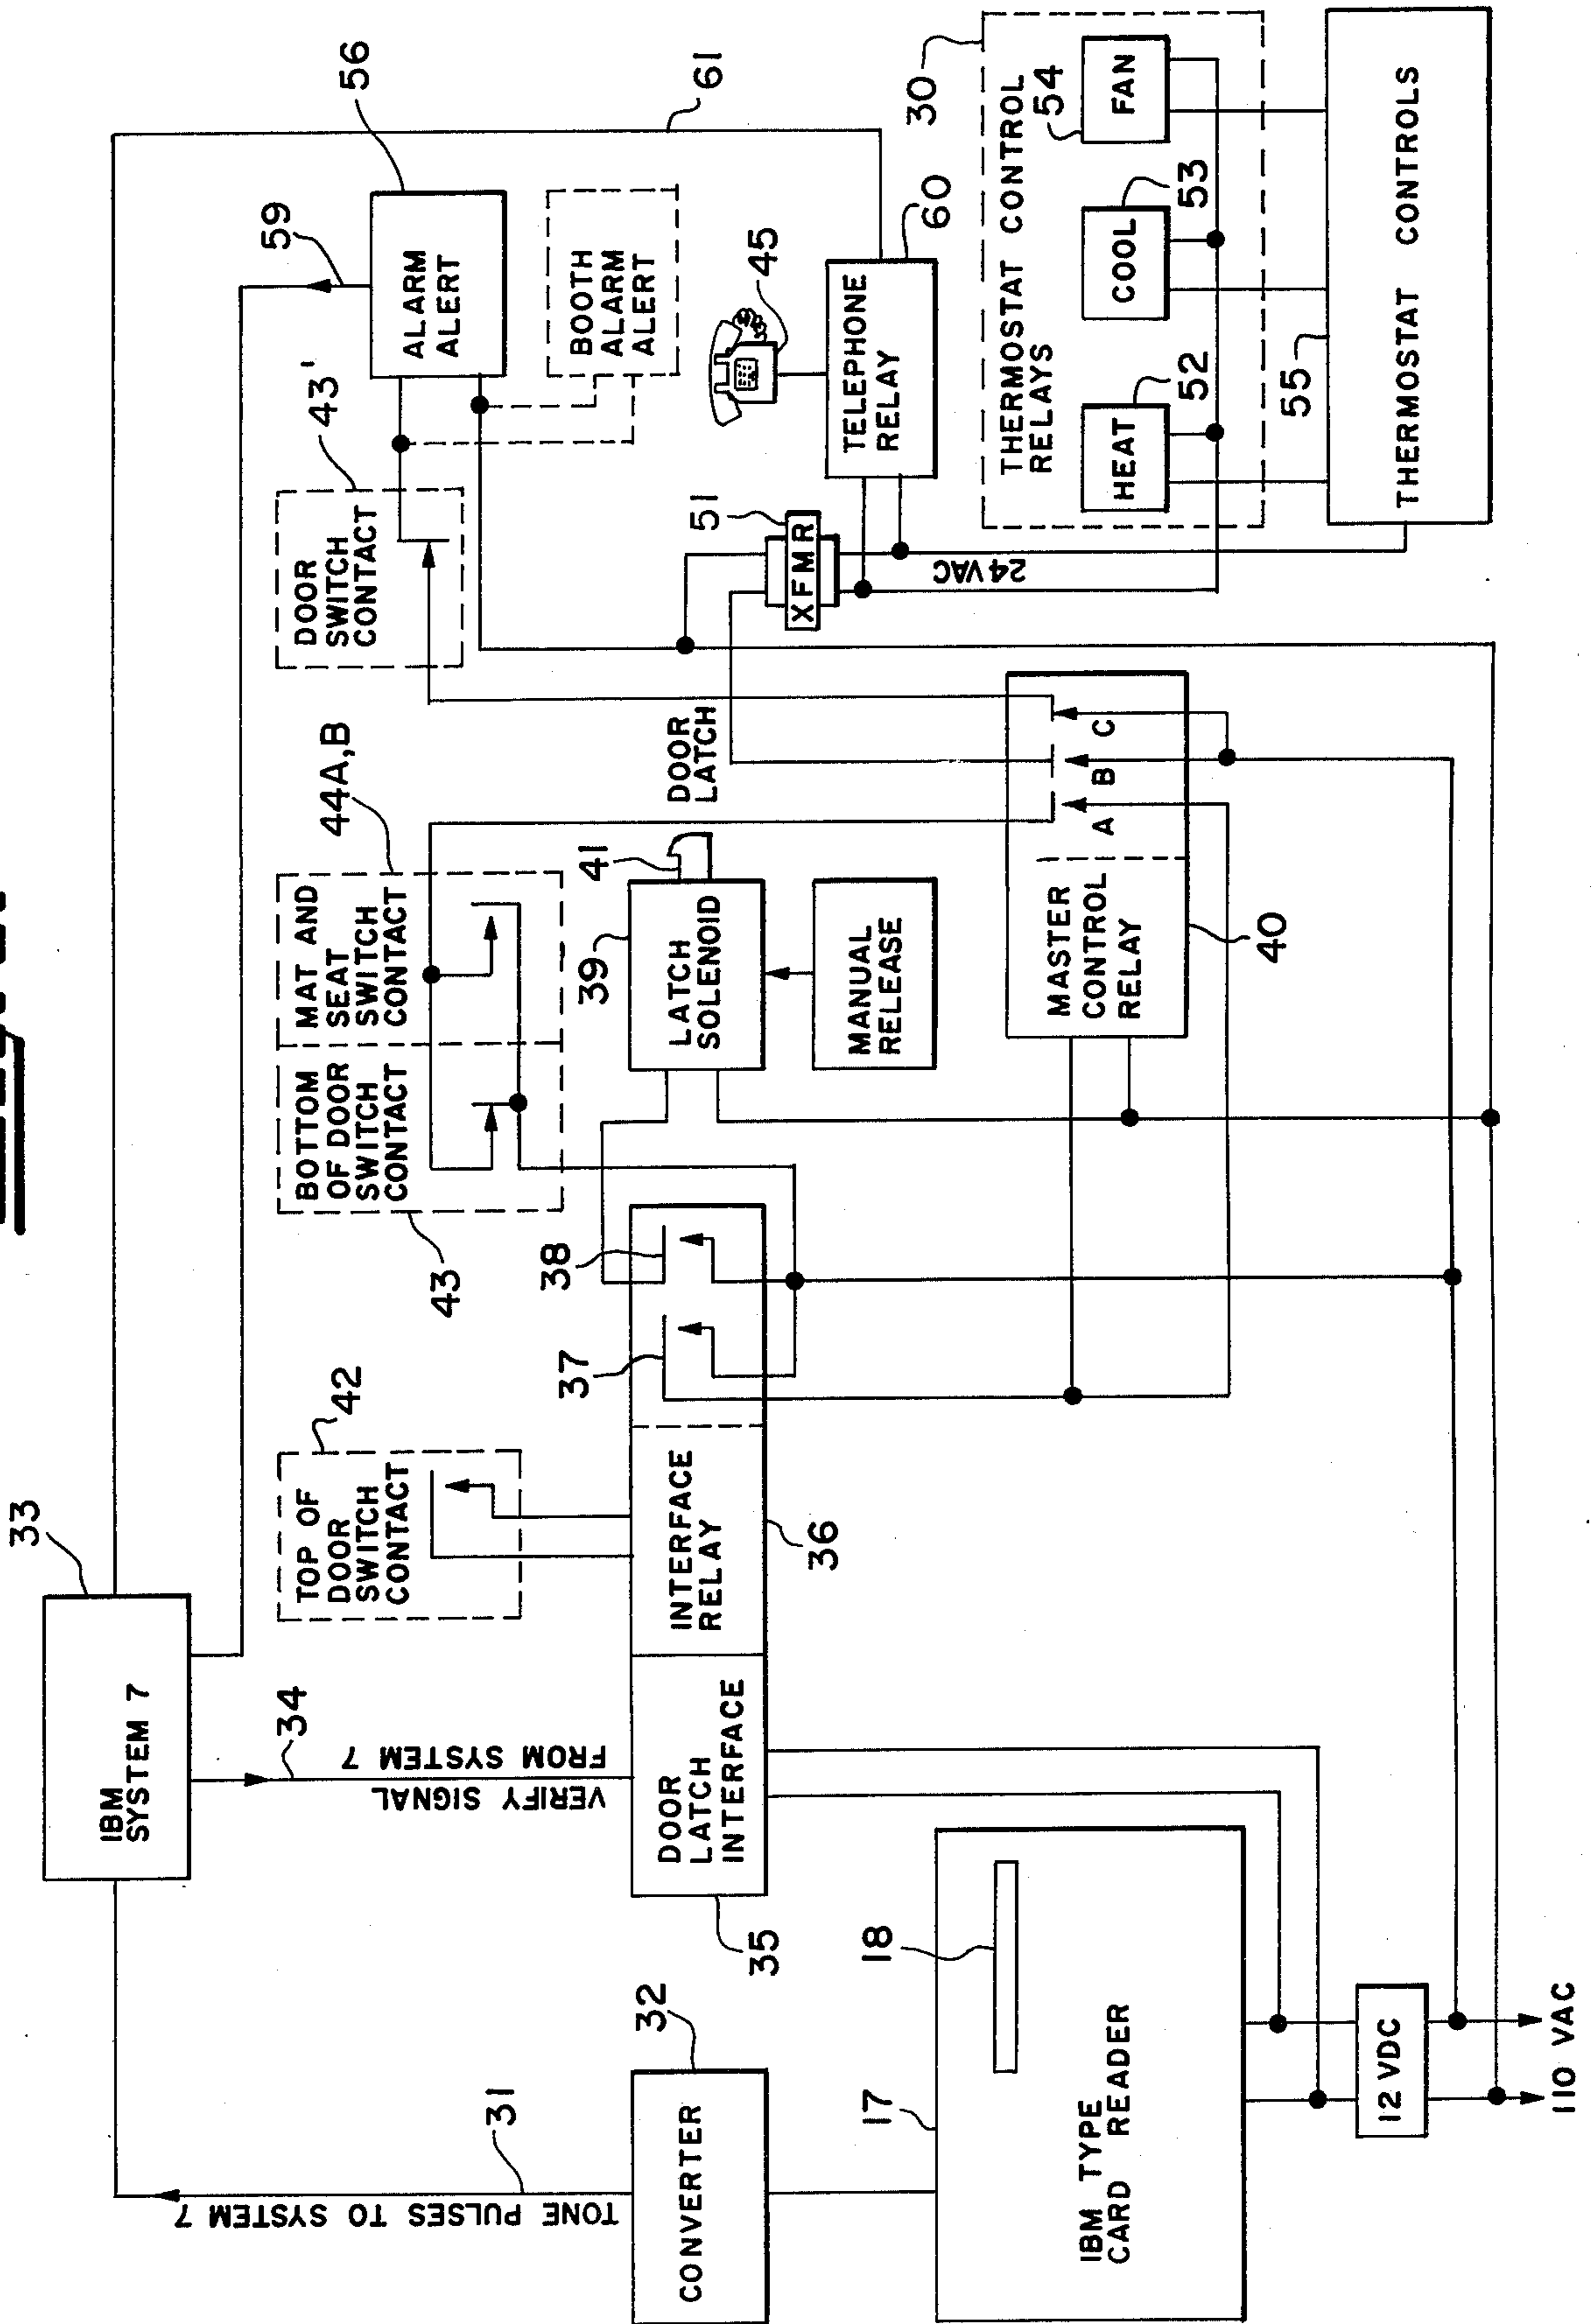 33
IBM
SYSTEM 7
TONE PULSES TO SYSTEM 7
31
34
VERIFY SIGNAL
FROM SYSTEM 7
32
CONVERTER
17
18
IBM TYPE
CARD READER
12 VDC
110 VAC
35
DOOR
LATCH
INTERFACE
INTERFACE
RELAY
36
42
TOP OF
DOOR
SWITCH
CONTACT
37
38
43
BOTTOM
OF DOOR
SWITCH
CONTACT
MAT AND
SEAT
SWITCH
CONTACT
44A,B
39
41
LATCH
SOLENOID
MANUAL
RELEASE
DOOR
LATCH
MASTER
CONTROL
RELAY
A
B
C
40
43'
DOOR
SWITCH
CONTACT
59
56
ALARM
ALERT
BOOTH
ALARM
ALERT
61
45
51
XFMR
24 VAC
TELEPHONE
RELAY
60
30
THERMOSTAT CONTROL
RELAYS
HEAT
52
COOL
53
FAN
54
55
THERMOSTAT CONTROLS